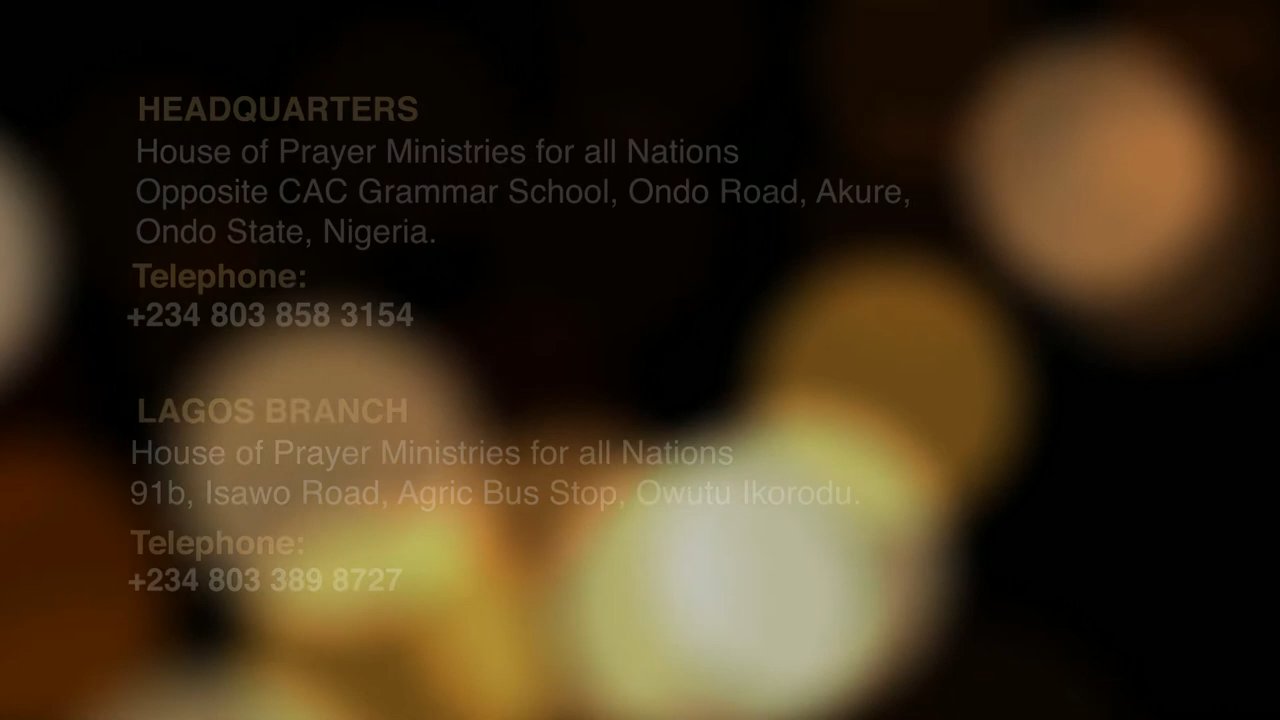 HEADQUARTERS
House of Prayer Ministries for all Nations
Opposite CAC Grammar School, Ondo Road, Akure,
Ondo State, Nigeria.
Telephone:
+234 803 858 3154
LAGOS BRANCH
House of Prayer Ministries for all Nations
91b, Isawo Road, Agric Bus Stop, Owutu Ikorodu.
Telephone:
+234 803 389 8727